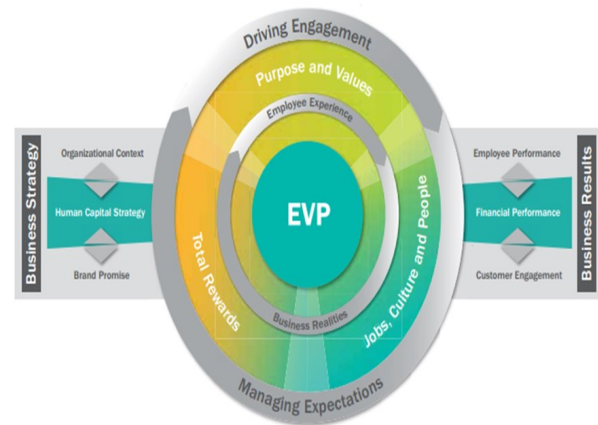 Driving Engagement
Purpose and Values
Employee Experience
Business Strategy
Organizational Context
Human Capital Strategy
Brand Promise
EVP
Total Rewards
Jobs, Culture and People
Business Realities
Managing Expectations
Employee Performance
Financial Performance
Customer Engagement
Business Results